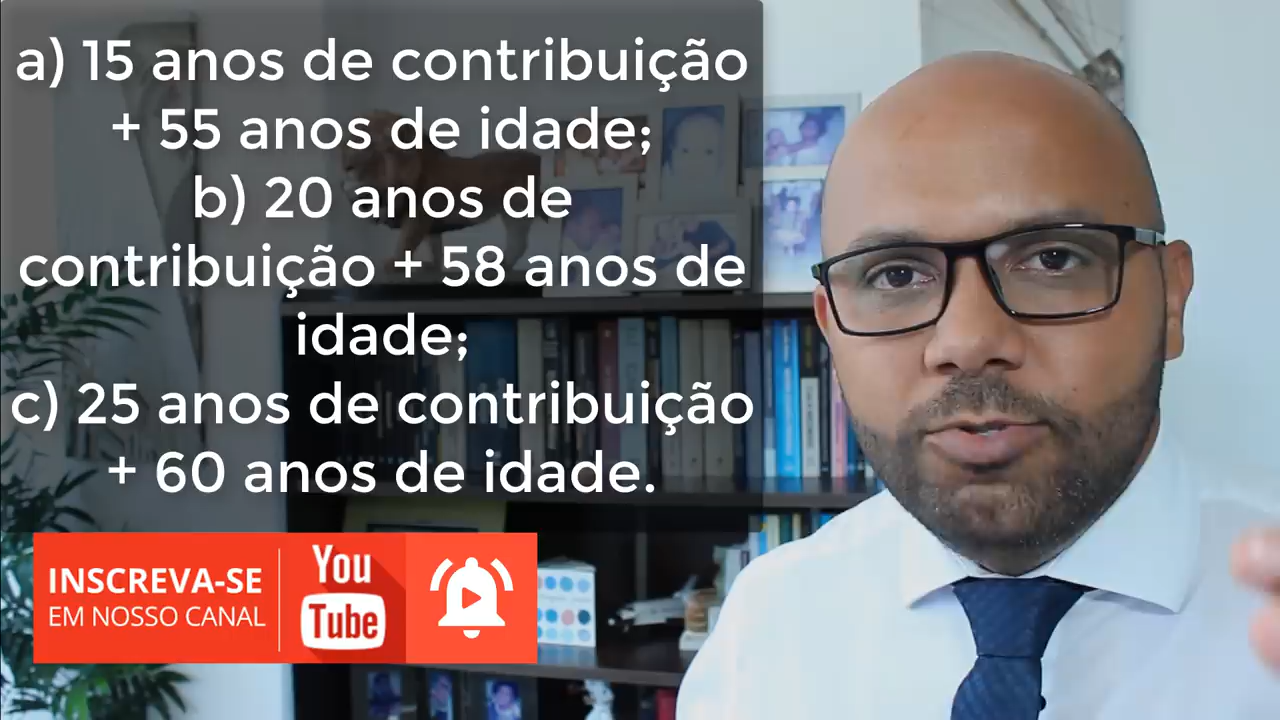 a) 15 anos de contribuição
+ 55 anos de idade;
b) 20 anos de
contribuição + 58 anos de
idade;
c) 25 anos de contribuição
+ 60 anos de idade.
INSCREVA-SE
EM NOSSO CANAL
You
Tube